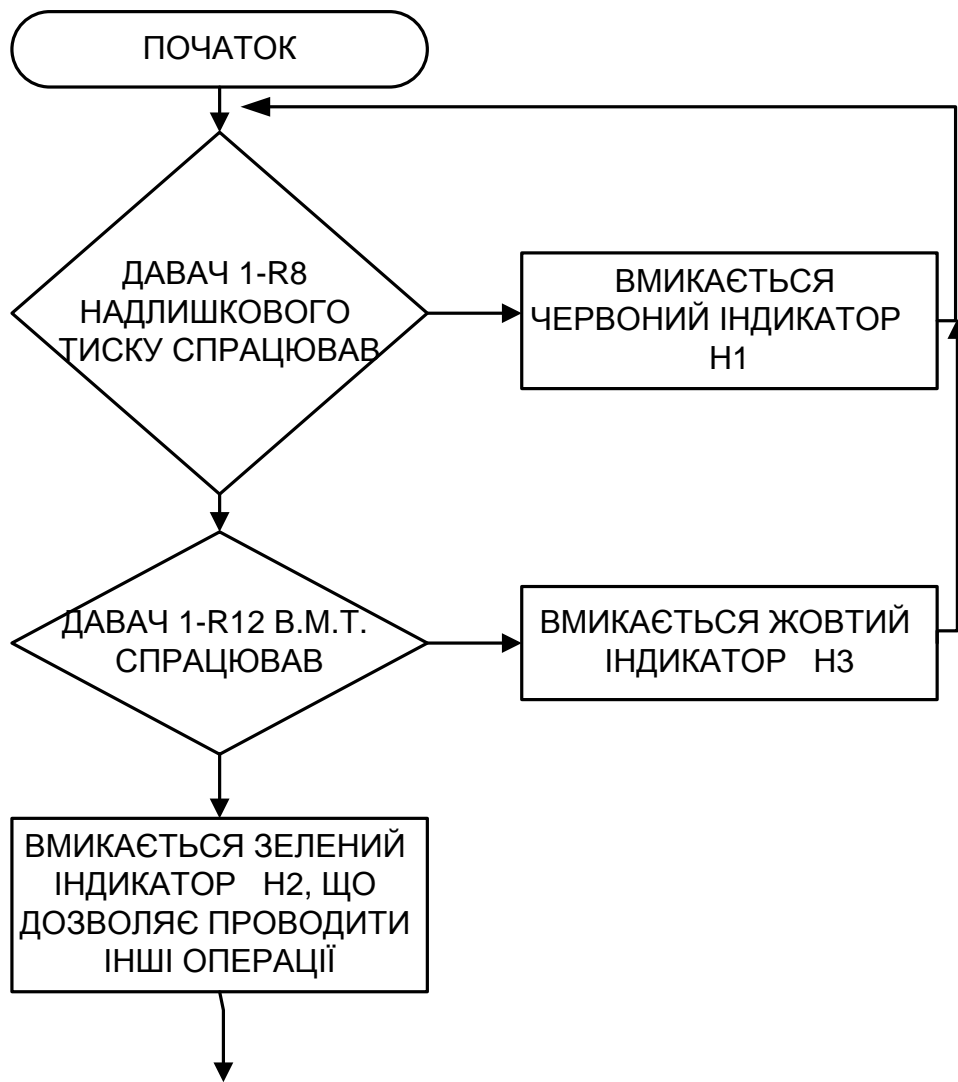 ПОЧАТОК
ДАВАЧ 1-R8
НАДЛИШКОВОГО
ТИСКУ СПРАЦЮВАВ
ВМИКАЄТЬСЯ
ЧЕРВОНИЙ ІНДИКАТОР
Н1
ДАВАЧ 1-R12 В.М.Т.
СПРАЦЮВАВ
ВМИКАЄТЬСЯ ЖОВТИЙ
ІНДИКАТОР Н3
ВМИКАЄТЬСЯ ЗЕЛЕНИЙ
ІНДИКАТОР Н2, ЩО
ДОЗВОЛЯЄ ПРОВОДИТИ
ІНШІ ОПЕРАЦІЇ